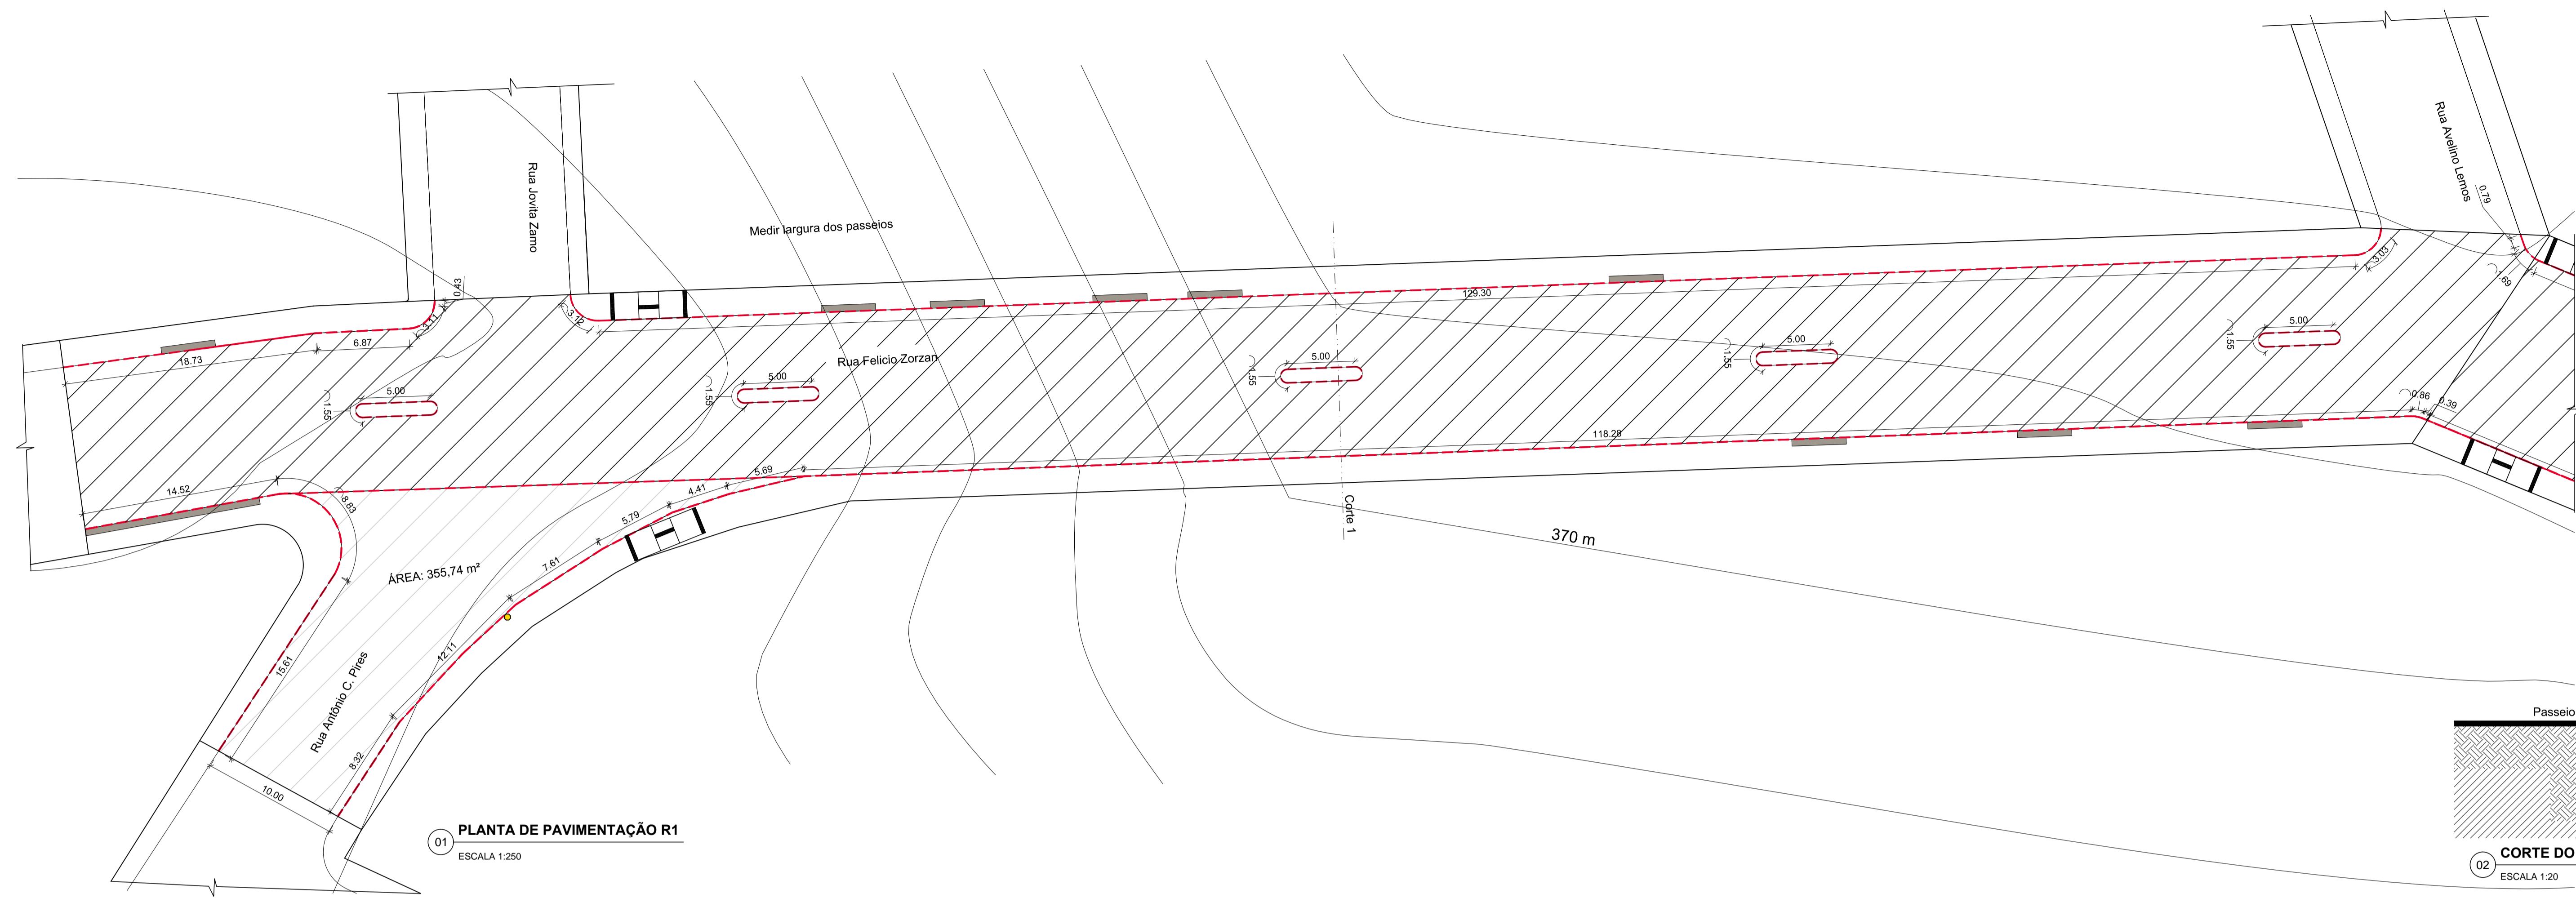 Rua Jovita Zamo
Rua Avelino Lemos
0.79
Medir largura dos passeios
0.43
3.11
3.12
3.03
1.69
129.30
18.73
6.87
Rua Felicio Zorzan
5.00
1.55
5.00
1.55
5.00
1.55
5.00
1.55
5.00
1.55
0.86
0.39
118.28
14.52
8.83
5.69
4.41
5.79
7.61
Corte 1
370 m
ÁREA: 355,74 m²
12.11
15.61
Rua Antônio C. Pires
8.32
10.00
Passeio
01
PLANTA DE PAVIMENTAÇÃO R1
ESCALA 1:250
02
CORTE DO
ESCALA 1:20